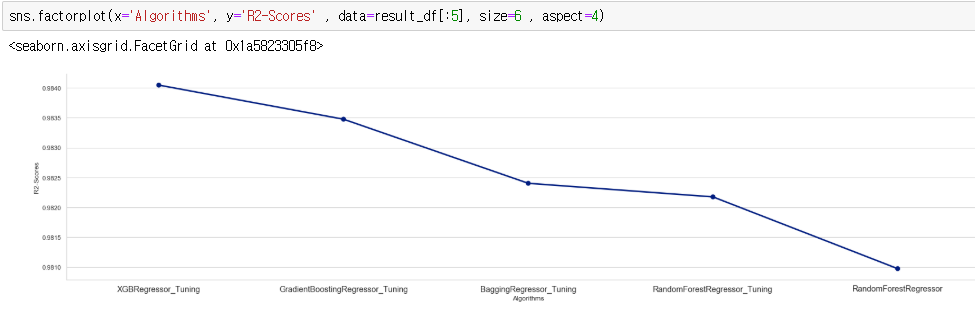 sns.factorplot(x='Algorithms', y='R2-Scores' , data=result_df[:5], size=6 , aspect=4)
<seaborn.axisgrid.FacetGrid at 0x1a5823305f8>
0.9840
0.9835
0.9830
0.9825
0.9820
0.9815
0.9810
R2-Scores
XGBRegressor_Tuning GradientBoostingRegressor_Tuning BaggingRegressor_Tuning RandomForestRegressor_Tuning RandomForestRegressor
Algorithms